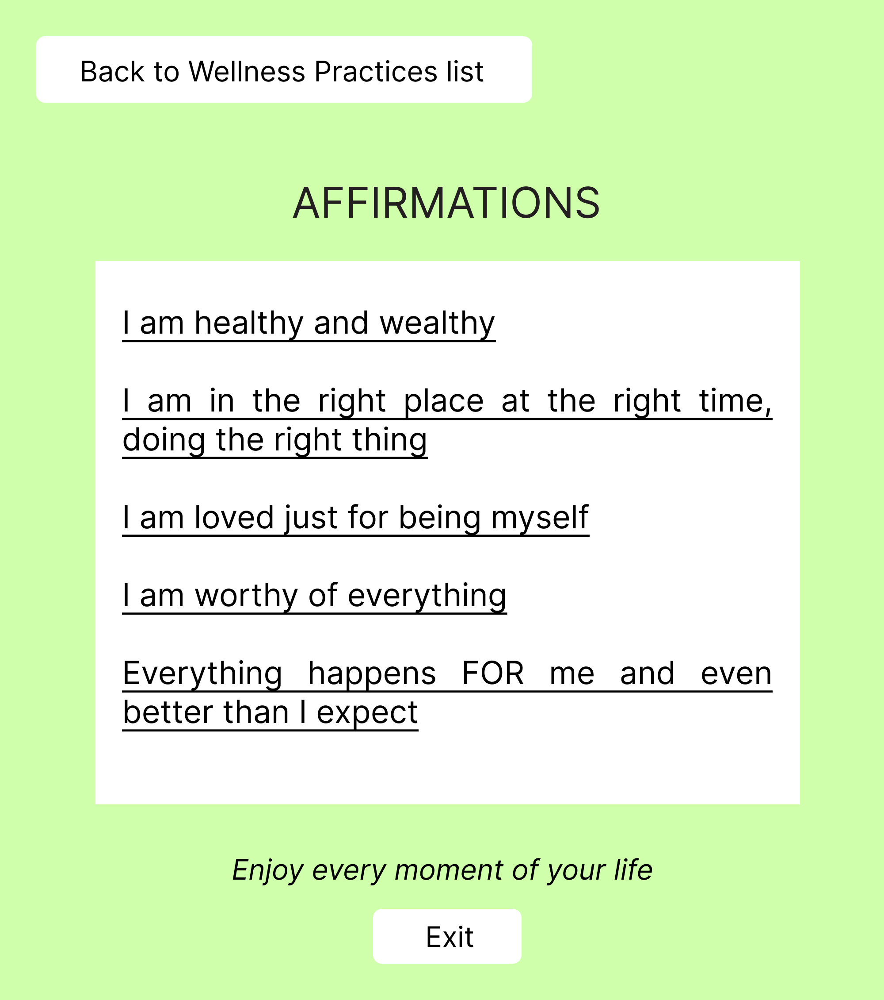 Back to Wellness Practices list
AFFIRMATIONS
I am healthy and wealthy
I am in the right place at the right time,
doing the right thing
I am loved just for being myself
I am worthy of everything
Everything happens FOR me and even
better than I expect
Enjoy every moment of your life
Exit